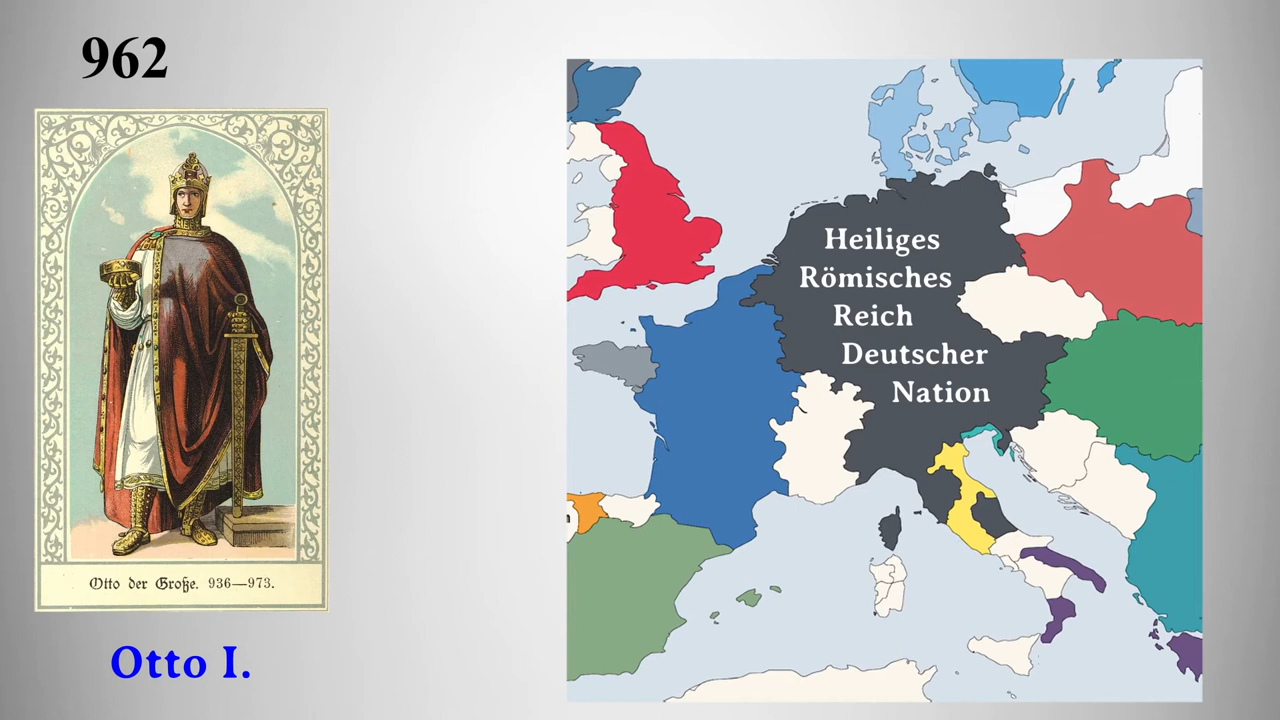 962
Otto der Große. 936—973.
Otto I.
Heiliges
Römisches
Reich
Deutscher
Nation